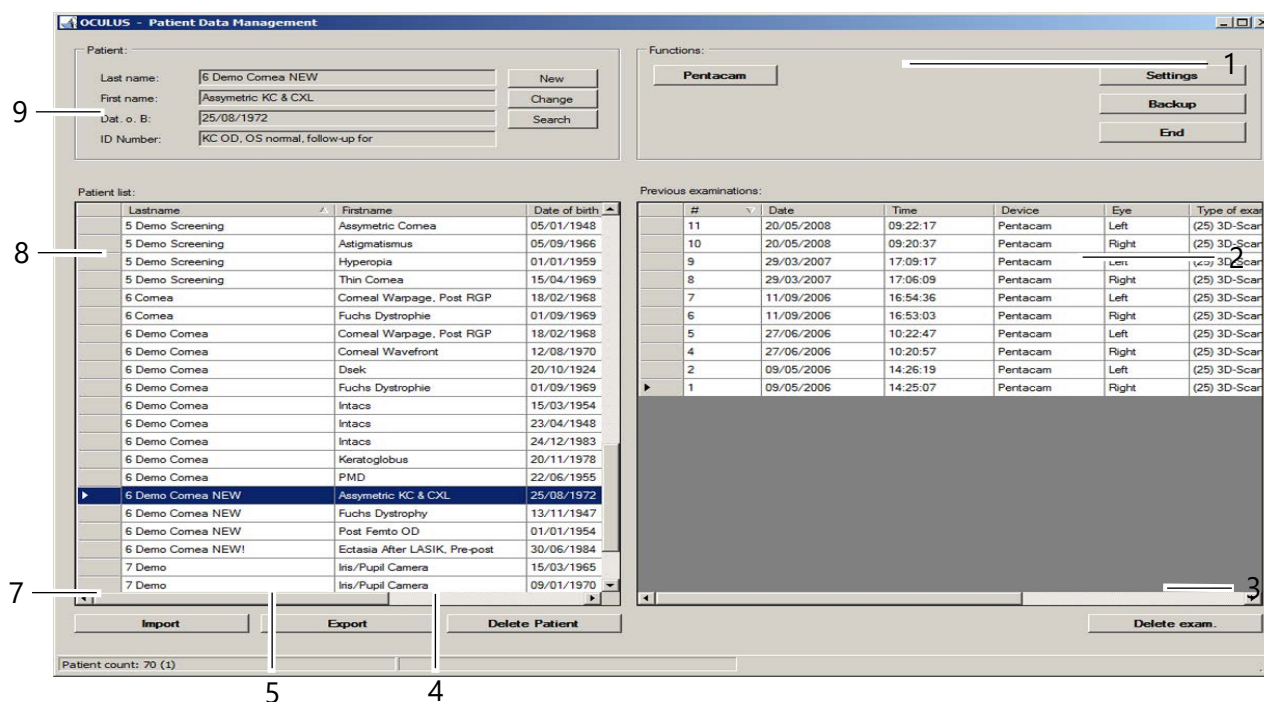 OCULUS - Patient Data Management
Patient:
Last name: 6 Demo Cornea NEW New
First name: Assymetric KC & CXL Change
Dat. o. B: 25/08/1972 Search
ID Number: KC OD, OS normal, follow-up for
Functions:
Pentacam
Settings
Backup
End
1
9
Patient list:
Lastname Firstname Date of birth
5 Demo Screening Assymetric Cornea 05/01/1948
5 Demo Screening Astigmatismus 05/09/1966
5 Demo Screening Hyperopia 01/01/1959
5 Demo Screening Thin Cornea 15/04/1969
6 Cornea Corneal Warpage, Post RGP 18/02/1968
6 Cornea Fuchs Dystrophie 01/09/1969
6 Demo Cornea Corneal Warpage, Post RGP 18/02/1968
6 Demo Cornea Corneal Wavefront 12/08/1970
6 Demo Cornea Dsek 20/10/1924
6 Demo Cornea Fuchs Dystrophie 01/09/1969
6 Demo Cornea Intacs 15/03/1954
6 Demo Cornea Intacs 23/04/1948
6 Demo Cornea Intacs 24/12/1983
6 Demo Cornea Keratoglobus 20/11/1978
6 Demo Cornea PMD 22/06/1955
6 Demo Cornea NEW Assymetric KC & CXL 25/08/1972
6 Demo Cornea NEW Fuchs Dystrophy 13/11/1947
6 Demo Cornea NEW Post Femto OD 01/01/1954
6 Demo Cornea NEW! Ectasia After LASIK, Pre-post 30/06/1984
7 Demo Iris/Pupil Camera 15/03/1965
7 Demo Iris/Pupil Camera 09/01/1970
8
7
Previous examinations:
# Date Time Device Eye Type of exar
11 20/05/2008 09:22:17 Pentacam Left (25) 3D-Scar
10 20/05/2008 09:20:37 Pentacam Right (25) 3D-Scar
9 29/03/2007 17:09:17 Pentacam Left (25) 3D-Scar
8 29/03/2007 17:06:09 Pentacam Right (25) 3D-Scar
7 11/09/2006 16:54:36 Pentacam Left (25) 3D-Scar
6 11/09/2006 16:53:03 Pentacam Right (25) 3D-Scar
5 27/06/2006 10:22:47 Pentacam Left (25) 3D-Scar
4 27/06/2006 10:20:57 Pentacam Right (25) 3D-Scar
2 09/05/2006 14:26:19 Pentacam Left (25) 3D-Scar
1 09/05/2006 14:25:07 Pentacam Right (25) 3D-Scar
2
3
Import Export Delete Patient Delete exam.
Patient count: 70 (1)
5 4